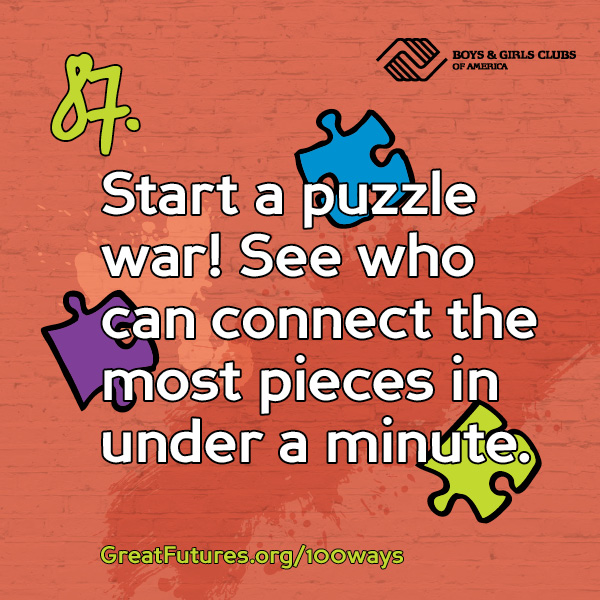 87.
BOYS & GIRLS CLUBS
OF AMERICA
Start a puzzle
war! See who
can connect the
most pieces in
under a minute.
GreatFutures.org/100ways